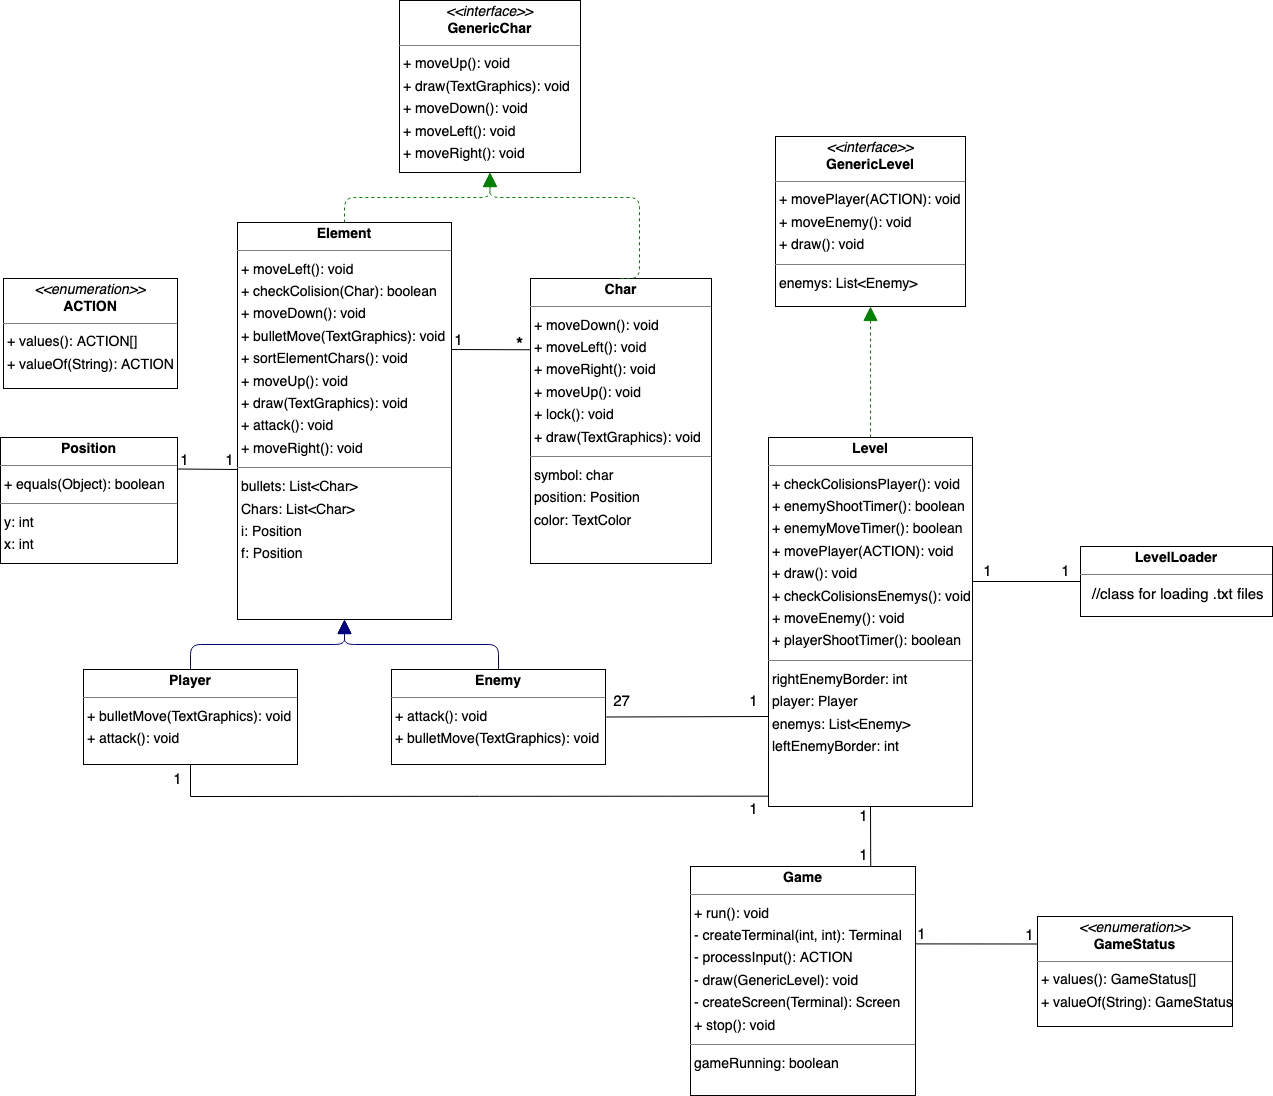 <<interface>>
GenericChar
+ moveUp(): void
+ draw(TextGraphics): void
+ moveDown(): void
+ moveLeft(): void
+ moveRight(): void
<<interface>>
GenericLevel
+ movePlayer(ACTION): void
+ moveEnemy(): void
+ draw(): void
enemys: List<Enemy>
Element
+ moveLeft(): void
+ checkColision(Char): boolean
+ moveDown(): void
+ bulletMove(TextGraphics): void
+ sortElementChars(): void
+ moveUp(): void
+ draw(TextGraphics): void
+ attack(): void
+ moveRight(): void
bullets: List<Char>
Chars: List<Char>
i: Position
f: Position
1
*
<<enumeration>>
ACTION
+ values(): ACTION[]
+ valueOf(String): ACTION
Char
+ moveDown(): void
+ moveLeft(): void
+ moveRight(): void
+ moveUp(): void
+ lock(): void
+ draw(TextGraphics): void
symbol: char
position: Position
color: TextColor
Position
+ equals(Object): boolean
y: int
x: int
1
1
Level
+ checkColisionsPlayer(): void
+ enemyShootTimer(): boolean
+ enemyMoveTimer(): boolean
+ movePlayer(ACTION): void
+ draw(): void
+ checkColisionsEnemys(): void
+ moveEnemy(): void
+ playerShootTimer(): boolean
rightEnemyBorder: int
player: Player
enemys: List<Enemy>
leftEnemyBorder: int
1
1
LevelLoader
//class for loading .txt files
Player
+ bulletMove(TextGraphics): void
+ attack(): void
Enemy
+ attack(): void
+ bulletMove(TextGraphics): void
27
1
1
1
1
1
Game
+ run(): void
- createTerminal(int, int): Terminal
- processInput(): ACTION
- draw(GenericLevel): void
- createScreen(Terminal): Screen
+ stop(): void
gameRunning: boolean
1
1
<<enumeration>>
GameStatus
+ values(): GameStatus[]
+ valueOf(String): GameStatus